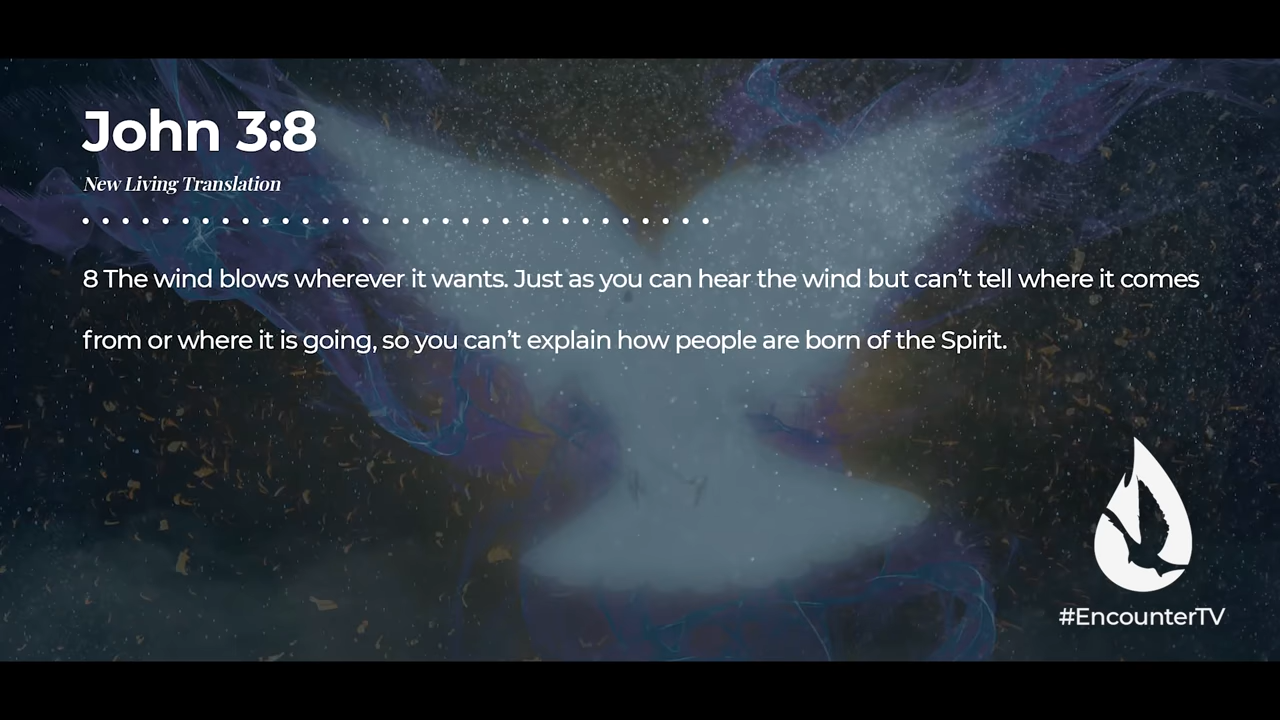 John 3:8
New Living Translation
8 The wind blows wherever it wants. Just as you can hear the wind but can’t tell where it comes
from or where it is going, so you can’t explain how people are born of the Spirit.
#EncounterTV